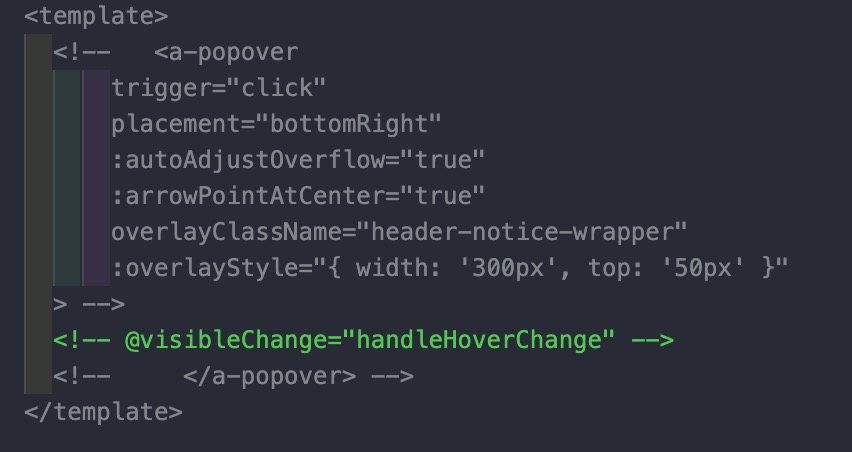 <template>
<!--   <a-popover
trigger="click"
placement="bottomRight"
:autoAdjustOverflow="true"
:arrowPointAtCenter="true"
overlayClassName="header-notice-wrapper"
:overlayStyle="{ width: '300px', top: '50px' }"
> -->
<!-- @visibleChange="handleHoverChange" -->
<!--     </a-popover> -->
</template>